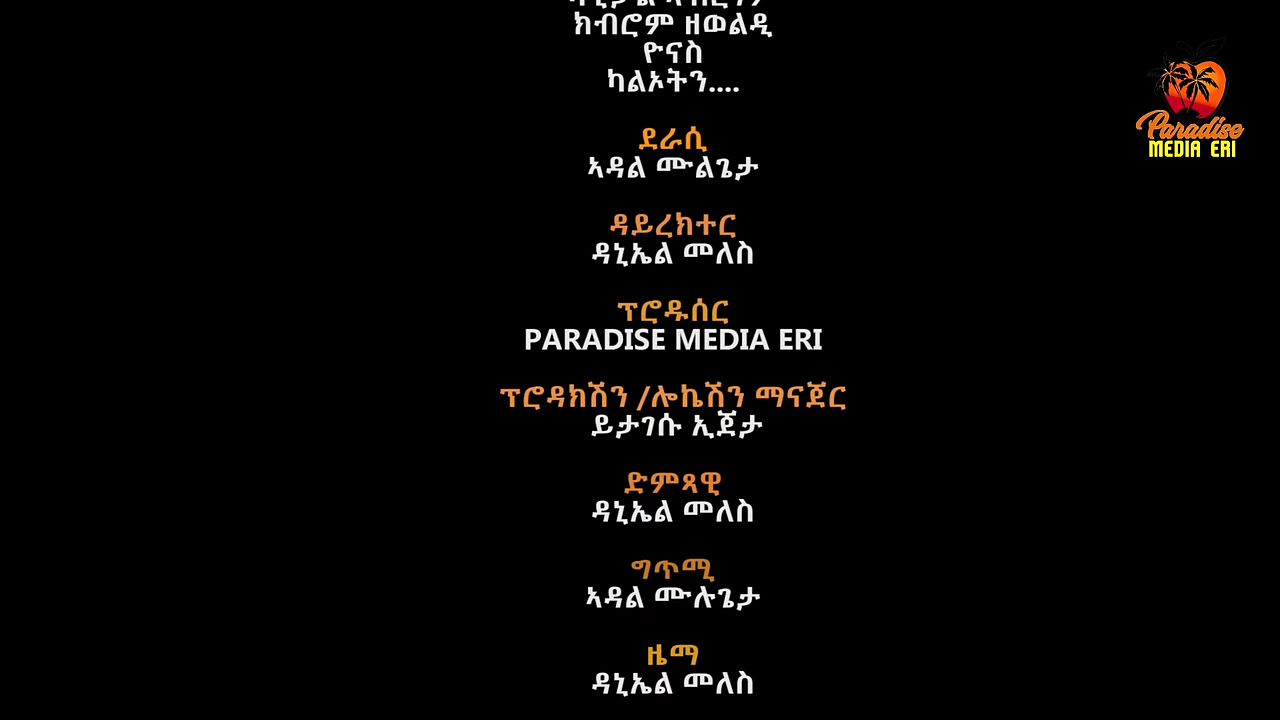 ክብሮም ዘወልዲ
ዮናስ
ካልኦትን....
ደራሲ
ኣዳል ሙልጌታ
ዳይረክተር
ዳኒኤል መለስ
ፕሮዱሰር
PARADISE MEDIA ERI
ፕሮዳክሽን /ሎኬሽን ማናጀር
ይታገሱ ኢጀታ
ድምጻዊ
ዳኒኤል መለስ
ግጥሚ
ኣዳል ሙሉጌታ
ዜማ
ዳኒኤል መለስ
Paradise
MEDIA ERI